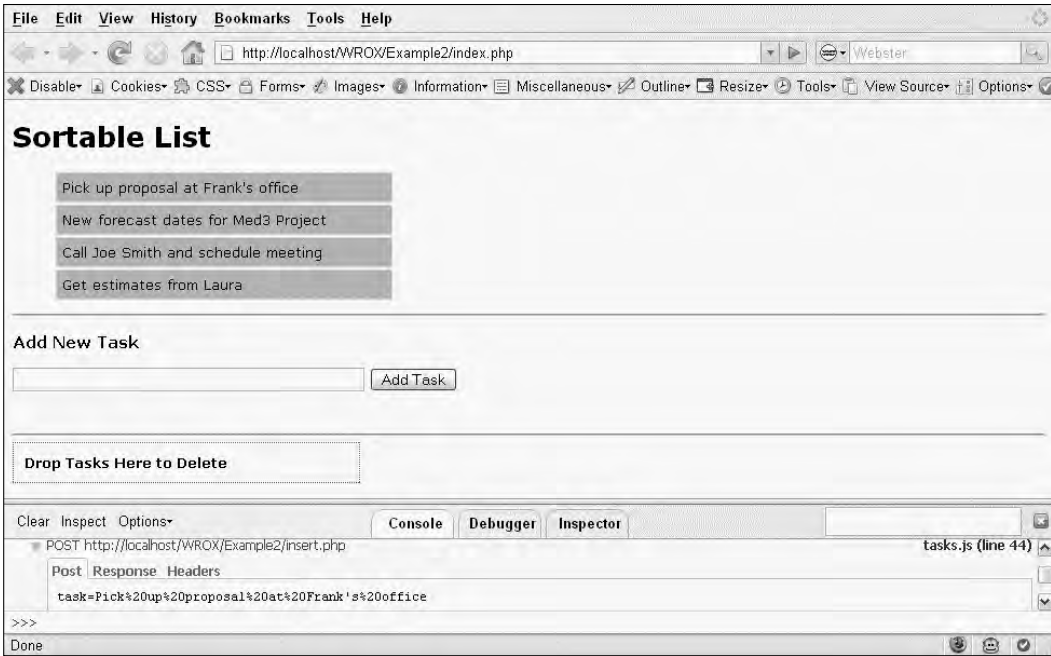 File Edit View History Bookmarks Tools Help
http://localhost/WROX/Example2/index.php Webster
Disable Cookies CSS Forms Images Information Miscellaneous Outline Resize Tools View Source Options
Sortable List
Pick up proposal at Frank's office
New forecast dates for Med3 Project
Call Joe Smith and schedule meeting
Get estimates from Laura
Add New Task
Add Task
Drop Tasks Here to Delete
Clear Inspect Options Console Debugger Inspector
POST http://localhost/WROX/Example2/insert.php tasks.js (line 44)
Post Response Headers
task=Pick%20up%20proposal%20at%20Frank's%20office
>>>
Done